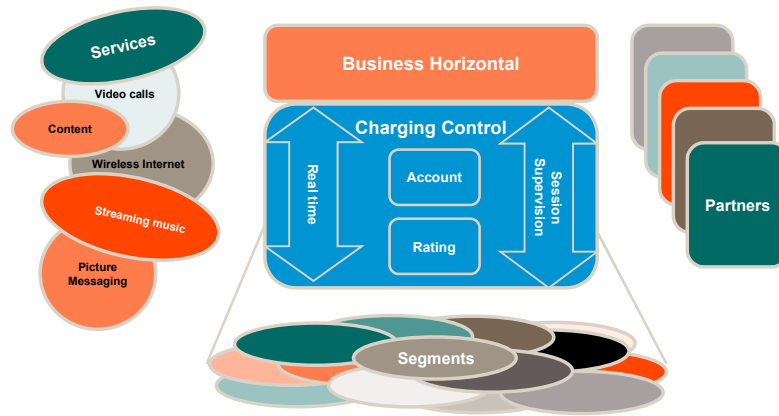 Services
Video calls
Content
Wireless Internet
Streaming music
Picture
Messaging
Business Horizontal
Charging Control
Real time
Account
Rating
Session
Supervision
Partners
Segments